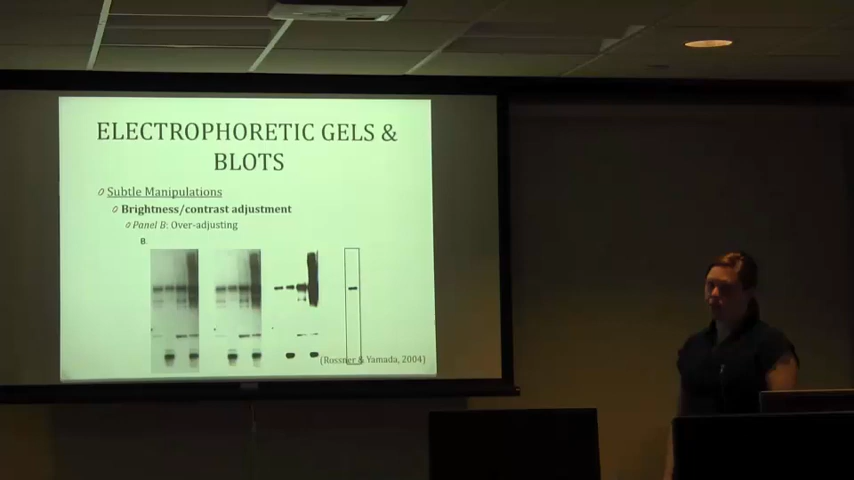 ELECTROPHORETIC GELS &
BLOTS
Subtle Manipulations
Brightness/contrast adjustment
Panel B: Over-adjusting
B.
(Rossner & Yamada, 2004)